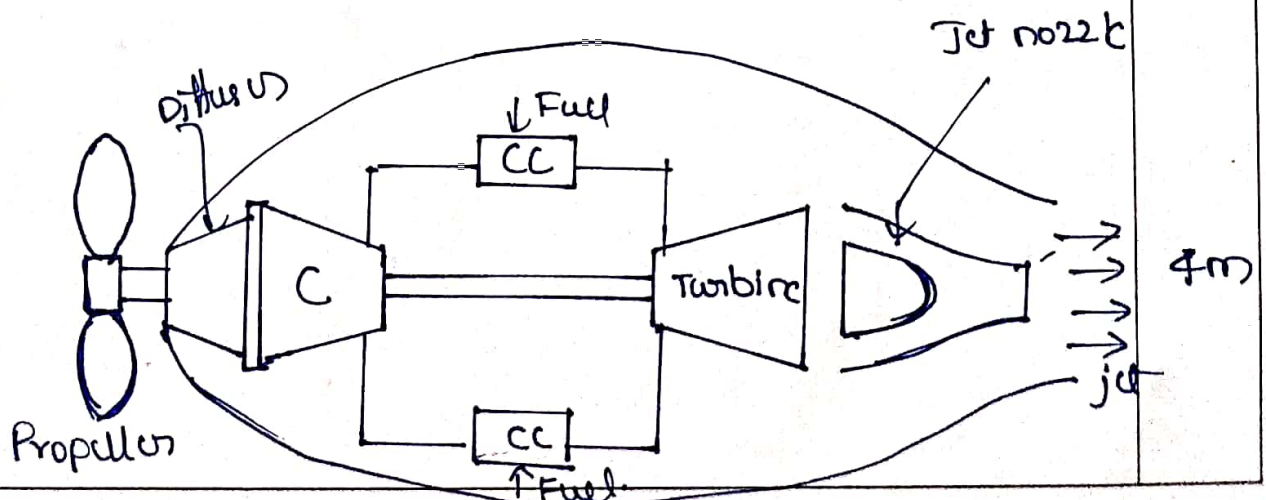 Jet nozzle
Diffuser
Fuel
CC
C
Turbine
4m
jet
Propeller
CC
Fuel.